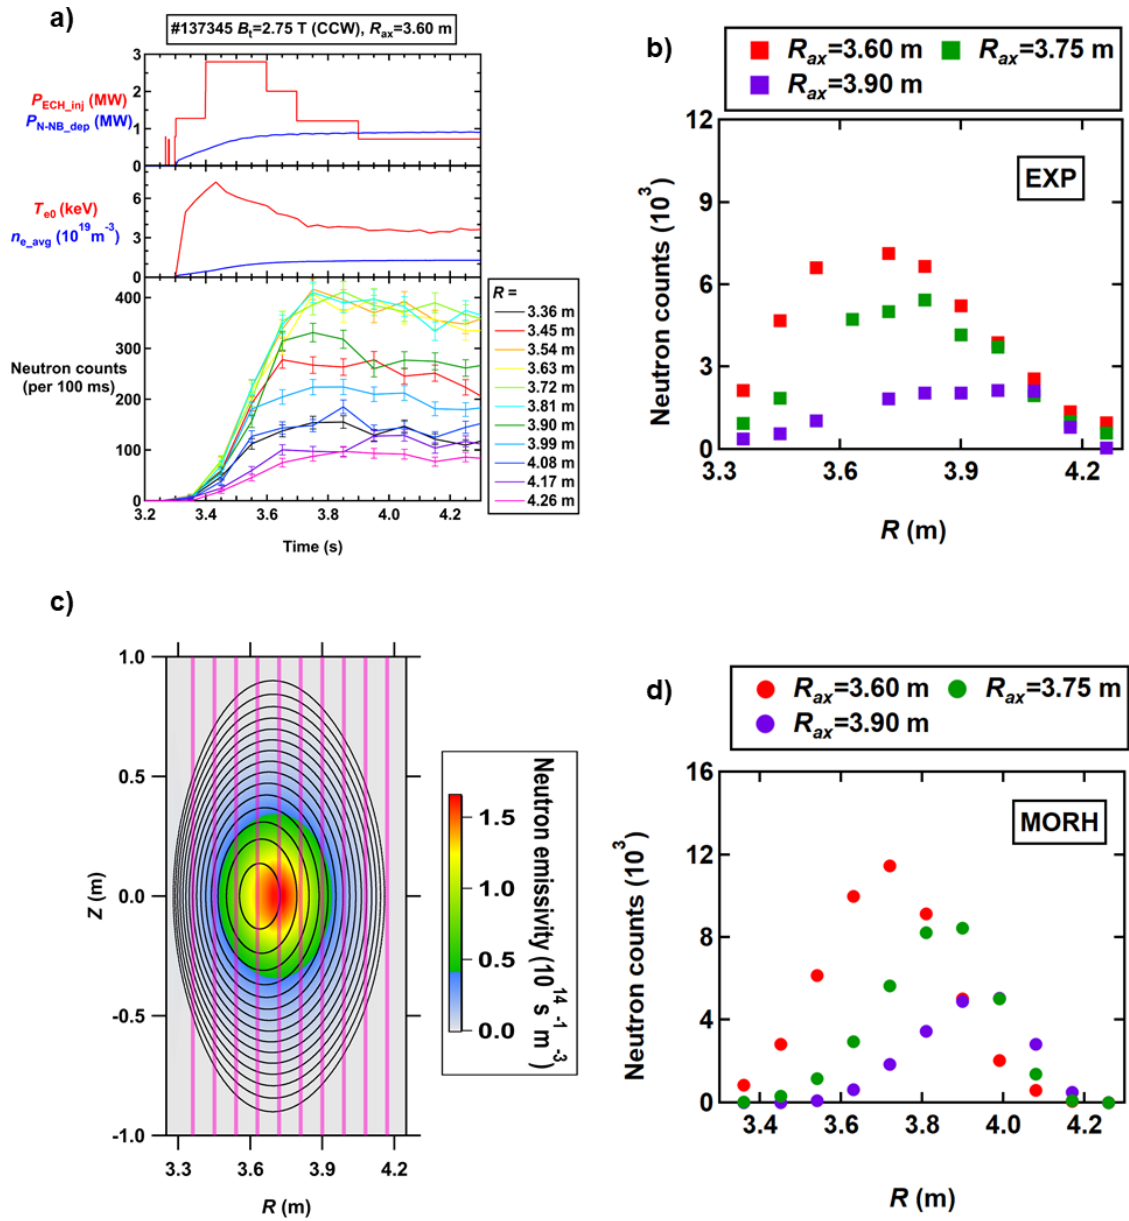 a)
#137345 Bt=2.75 T (CCW), Rax=3.60 m
3
2
1
0
PECH_inj (MW)
PN-NB_dep (MW)
6
3
0
Te0 (keV)
ne_avg (10^19 m^-3)
400
300
200
100
0
Neutron counts
(per 100 ms)
3.2 3.4 3.6 3.8 4.0 4.2
Time (s)
R =
3.36 m
3.45 m
3.54 m
3.63 m
3.72 m
3.81 m
3.90 m
3.99 m
4.08 m
4.17 m
4.26 m
b)
Rax=3.60 m Rax=3.75 m
Rax=3.90 m
12
9
6
3
0
Neutron counts (10^3)
EXP
3.3 3.6 3.9 4.2
R (m)
c)
1.0
0.5
0.0
-0.5
-1.0
Z (m)
3.3 3.6 3.9 4.2
R (m)
1.5
1.0
0.5
0.0
Neutron emissivity (10^14 s^-1 m^-3)
d)
Rax=3.60 m Rax=3.75 m
Rax=3.90 m
16
12
8
4
0
Neutron counts (10^3)
MORH
3.4 3.6 3.8 4.0 4.2
R (m)